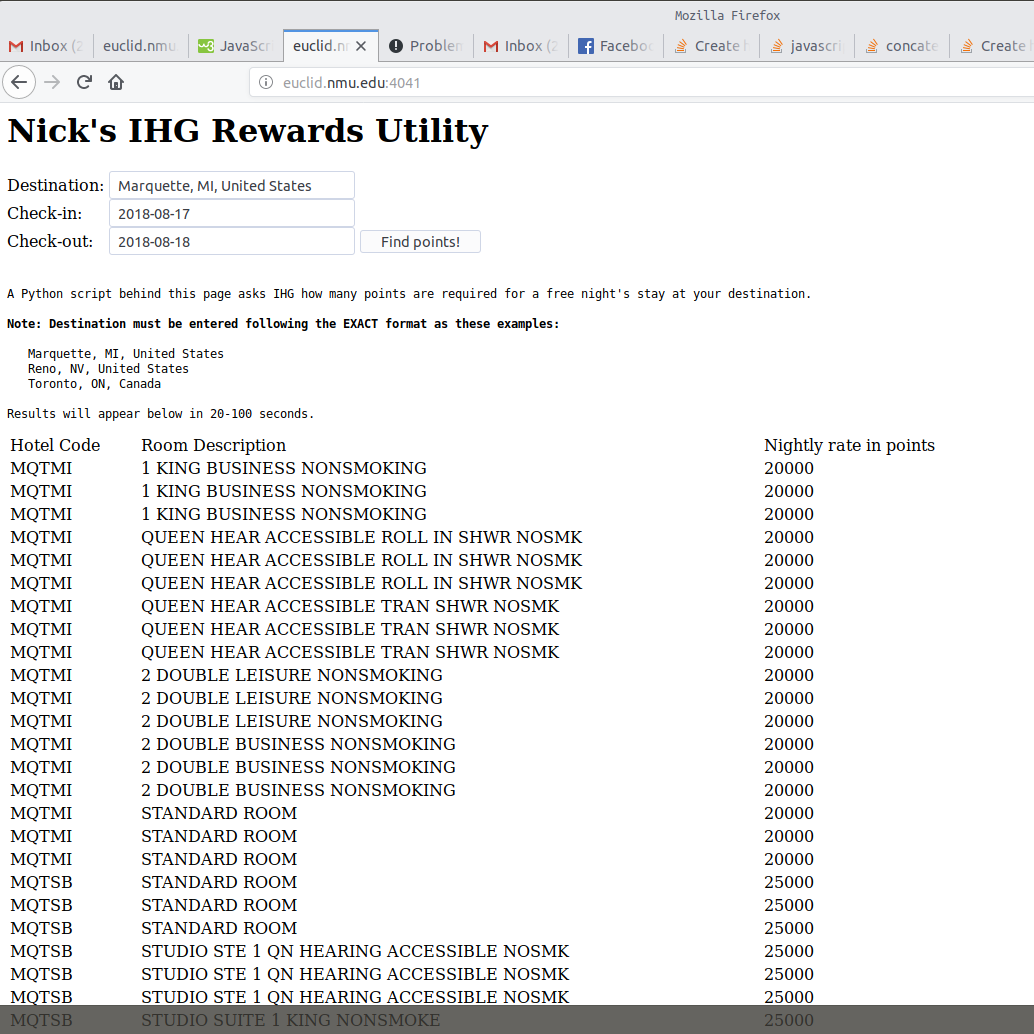 Mozilla Firefox
Inbox (2 euclid.nmu JavaScr euclid.nm Problem Inbox (2 Facebo Create javascri concate Create
euclid.nmu.edu:4041
Nick's IHG Rewards Utility
Destination: Marquette, MI, United States
Check-in: 2018-08-17
Check-out: 2018-08-18 Find points!
A Python script behind this page asks IHG how many points are required for a free night's stay at your destination.
Note: Destination must be entered following the EXACT format as these examples:
Marquette, MI, United States
Reno, NV, United States
Toronto, ON, Canada
Results will appear below in 20-100 seconds.
Hotel Code Room Description Nightly rate in points
MQTMI 1 KING BUSINESS NONSMOKING 20000
MQTMI 1 KING BUSINESS NONSMOKING 20000
MQTMI 1 KING BUSINESS NONSMOKING 20000
MQTMI QUEEN HEAR ACCESSIBLE ROLL IN SHWR NOSMK 20000
MQTMI QUEEN HEAR ACCESSIBLE ROLL IN SHWR NOSMK 20000
MQTMI QUEEN HEAR ACCESSIBLE ROLL IN SHWR NOSMK 20000
MQTMI QUEEN HEAR ACCESSIBLE TRAN SHWR NOSMK 20000
MQTMI QUEEN HEAR ACCESSIBLE TRAN SHWR NOSMK 20000
MQTMI QUEEN HEAR ACCESSIBLE TRAN SHWR NOSMK 20000
MQTMI 2 DOUBLE LEISURE NONSMOKING 20000
MQTMI 2 DOUBLE LEISURE NONSMOKING 20000
MQTMI 2 DOUBLE LEISURE NONSMOKING 20000
MQTMI 2 DOUBLE BUSINESS NONSMOKING 20000
MQTMI 2 DOUBLE BUSINESS NONSMOKING 20000
MQTMI 2 DOUBLE BUSINESS NONSMOKING 20000
MQTMI STANDARD ROOM 20000
MQTMI STANDARD ROOM 20000
MQTMI STANDARD ROOM 20000
MQTSB STANDARD ROOM 25000
MQTSB STANDARD ROOM 25000
MQTSB STANDARD ROOM 25000
MQTSB STUDIO STE 1 QN HEARING ACCESSIBLE NOSMK 25000
MQTSB STUDIO STE 1 QN HEARING ACCESSIBLE NOSMK 25000
MQTSB STUDIO STE 1 QN HEARING ACCESSIBLE NOSMK 25000
MQTSB STUDIO SUITE 1 KING NONSMOKE 25000